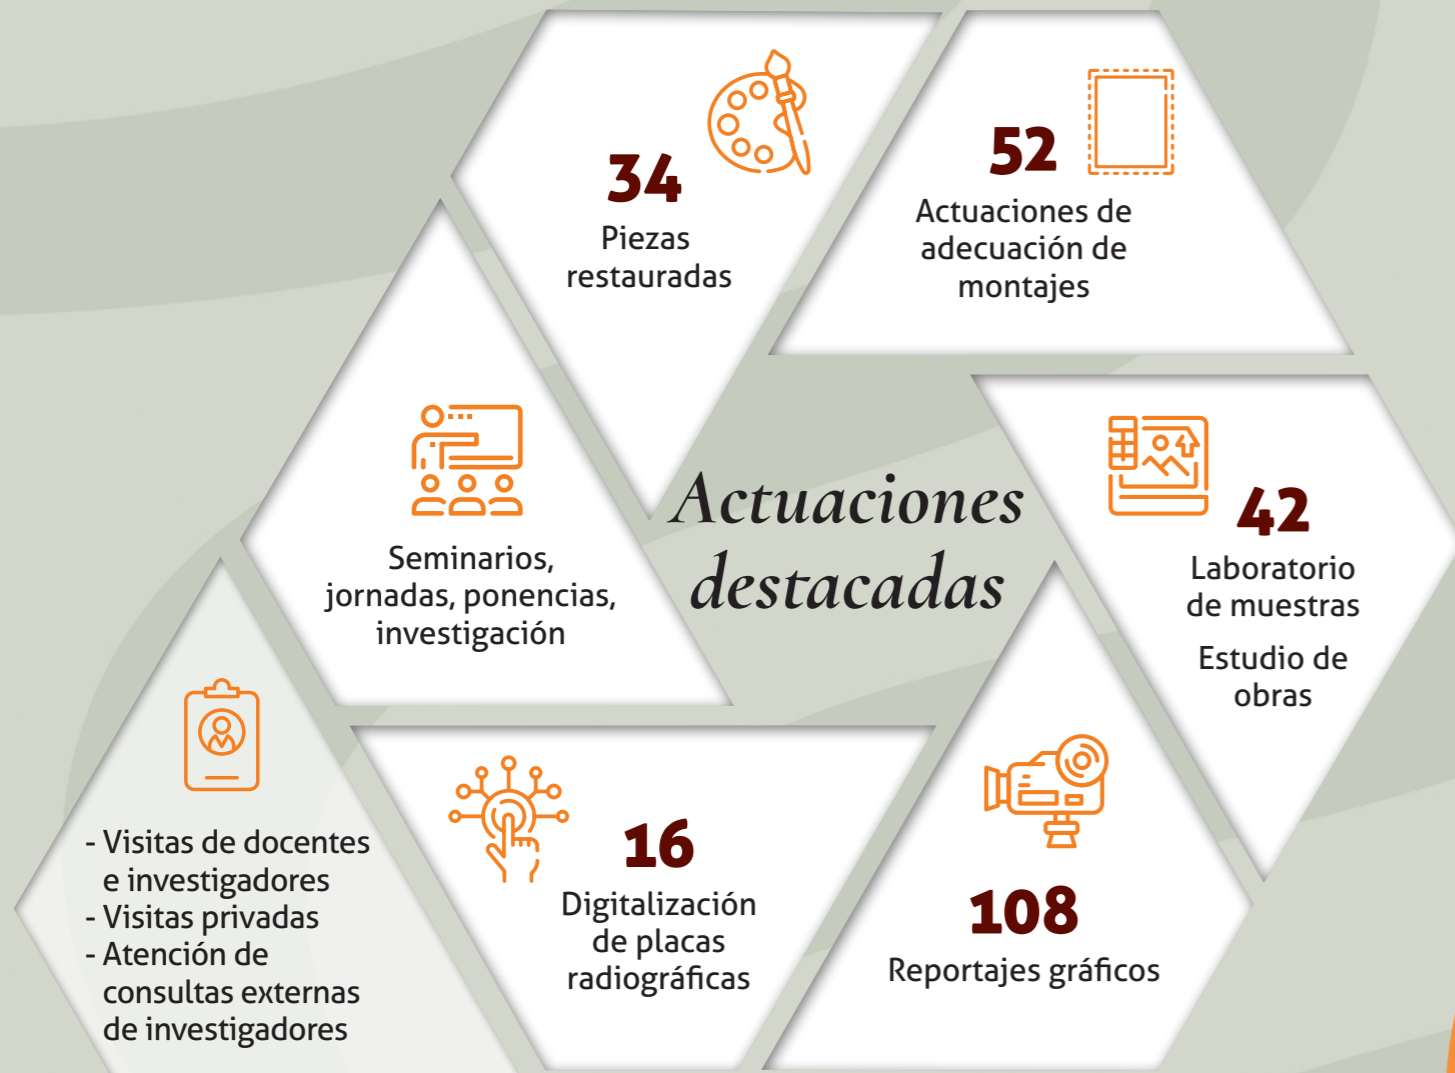 34
Piezas
restauradas
52
Actuaciones de
adecuación de
montajes
Actuaciones
destacadas
Seminarios,
jornadas, ponencias,
investigación
42
Laboratorio
de muestras
Estudio de
obras
- Visitas de docentes
e investigadores
- Visitas privadas
- Atención de
consultas externas
de investigadores
16
Digitalización
de placas
radiográficas
108
Reportajes gráficos